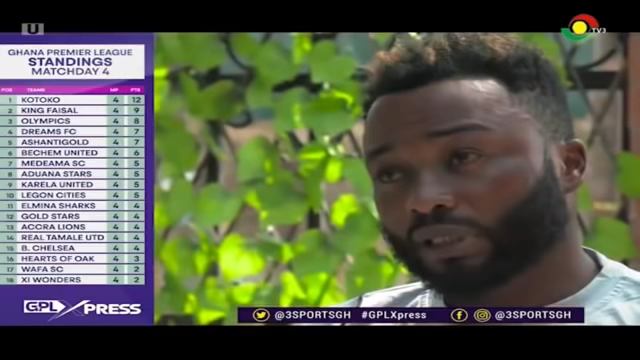 U
TV3
GHANA PREMIER LEAGUE
STANDINGS
MATCHDAY 4
POS TEAMS MP PTS
1 KOTOKO 4 12
2 KING FAISAL 4 9
3 OLYMPICS 4 8
4 DREAMS FC 4 7
5 ASHANTIGOLD 4 7
6 BECHEM UNITED 4 6
7 MEDEAMA SC 4 5
8 ADUANA STARS 4 5
9 KARELA UNITED 4 5
10 LEGON CITIES 4 5
11 ELMINA SHARKS 4 4
12 GOLD STARS 4 4
13 ACCRA LIONS 4 4
14 REAL TAMALE UTD 4 4
15 B. CHELSEA 4 4
16 HEARTS OF OAK 4 3
17 WAFA SC 4 2
18 XI WONDERS 4 2
GPL XPRESS
@3SPORTSGH #GPLXpress @3SPORTSGH